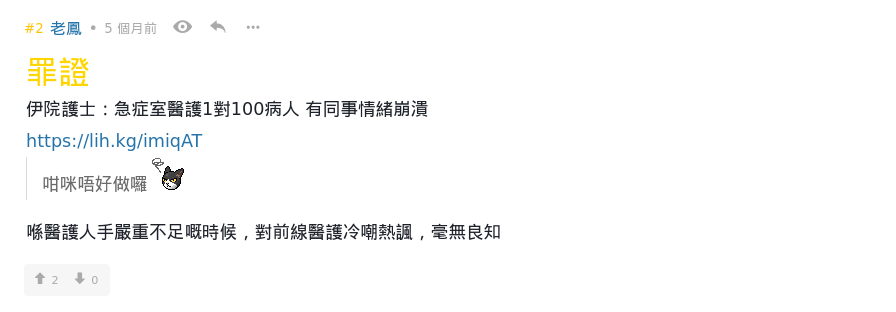 #2 老鳳 • 5 個月前
罪證
伊院護士：急症室醫護1對100病人 有同事情緒崩潰
https://lih.kg/imiqAT
咁咪唔好做囉
喺醫護人手嚴重不足嘅時候，對前線醫護冷嘲熱諷，毫無良知
2 0